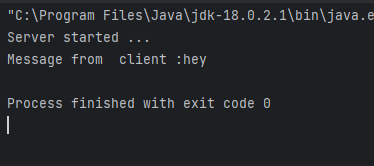 "C:\Program Files\Java\jdk-18.0.2.1\bin\java.e
Server started ...
Message from  client :hey
Process finished with exit code 0